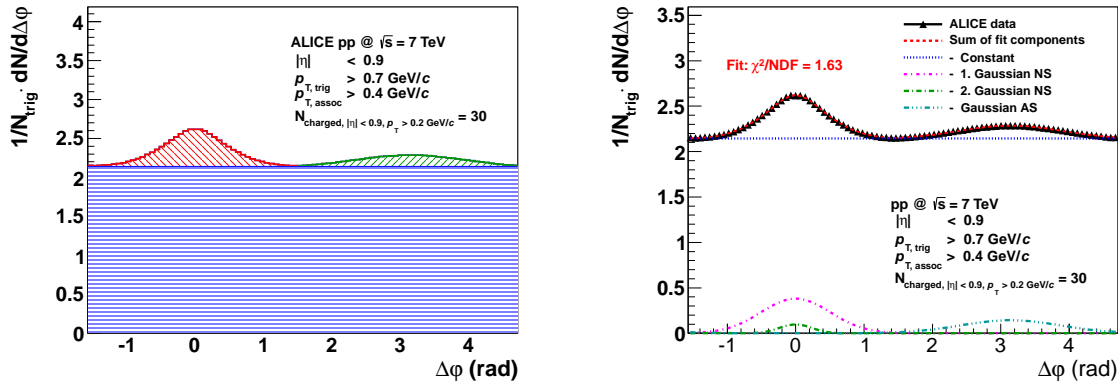 1/N_trig · dN/dΔφ
4
3.5
3
2.5
2
1.5
1
0.5
0
ALICE pp @ √s = 7 TeV
|η| < 0.9
p_T, trig > 0.7 GeV/c
p_T, assoc > 0.4 GeV/c
N_charged, |η| < 0.9, p_T > 0.2 GeV/c = 30
-1 0 1 2 3 4
Δφ (rad)
1/N_trig · dN/dΔφ
3.5
3
2.5
2
1.5
1
0.5
0
ALICE data
Sum of fit components
- Constant
- 1. Gaussian NS
- 2. Gaussian NS
- Gaussian AS
Fit: χ²/NDF = 1.63
pp @ √s = 7 TeV
|η| < 0.9
p_T, trig > 0.7 GeV/c
p_T, assoc > 0.4 GeV/c
N_charged, |η| < 0.9, p_T > 0.2 GeV/c = 30
-1 0 1 2 3 4
Δφ (rad)